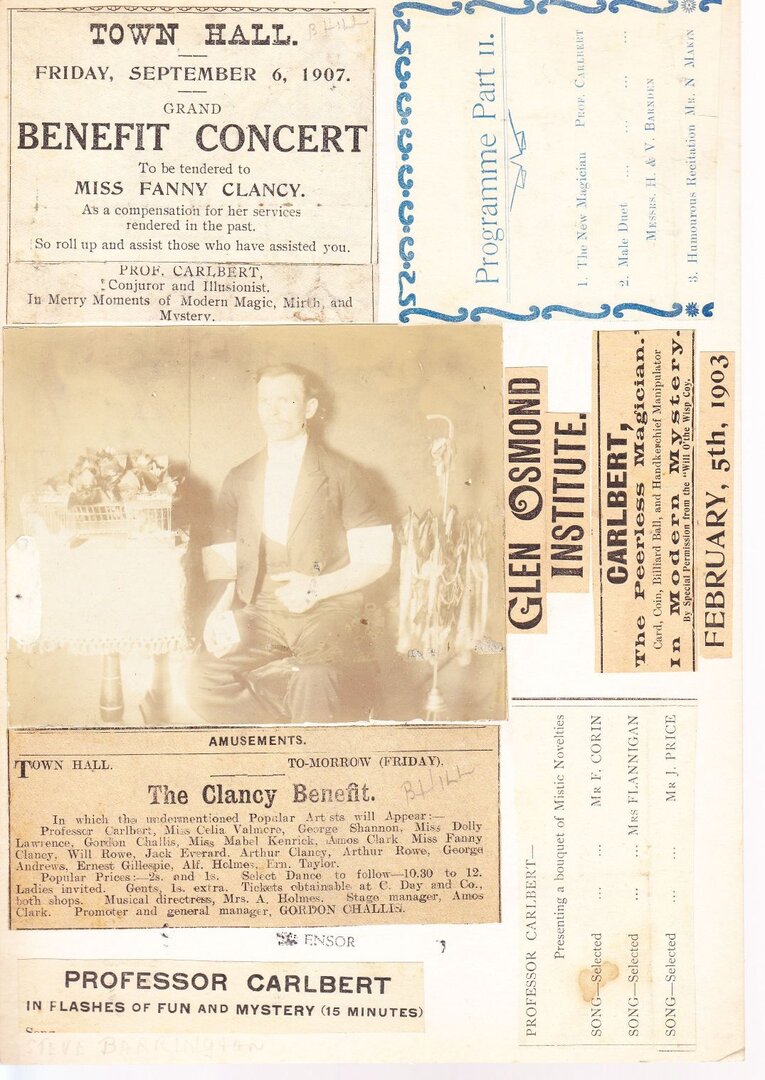 TOWN HALL.
FRIDAY, SEPTEMBER 6, 1907.
GRAND
BENEFIT CONCERT
To be tendered to
MISS FANNY CLANCY.
As a compensation for her services
rendered in the past.
So roll up and assist those who have assisted you.
PROF. CARLBERT,
Conjuror and Illusionist.
In Merry Moments of Modern Magic, Mirth, and
Mystery.
Programme Part II.
1. The New Magician PROF. CARLBERT
2. Male Duet ... ... ... ...
MESSRS. H. & V. BARNDEN
3. Humourous Recitation MR. N MAKIN
GLEN OSMOND
INSTITUTE.
CARLBERT,
The Peerless Magician.
Card, Coin, Billiard Ball, and Handkerchief Manipulator
In Modern Mystery.
By Special Permission from the "Will O'the Wisp Coy.
FEBRUARY, 5th, 1903
AMUSEMENTS.
TOWN HALL. TO-MORROW (FRIDAY).
The Clancy Benefit.
In which the undermentioned Popular Artists will Appear:—
Professor Carlbert, Miss Celia Valmore, George Shannon, Miss Dolly
Lawrence, Gordon Challis, Miss Mabel Kenrick, Amos Clark Miss Fanny
Clancy, Will Rowe, Jack Everard, Arthur Clancy, Arthur Rowe, George
Andrews, Ernest Gillespie, Alf. Holmes, Ern. Taylor.
Popular Prices:—2s. and 1s. Select Dance to follow—10.30 to 12.
Ladies invited. Gents, 1s. extra. Tickets obtainable at C. Day and Co.,
both shops. Musical directress, Mrs. A. Holmes. Stage manager, Amos
Clark. Promoter and general manager, GORDON CHALLIS.
PROFESSOR CARLBERT—
Presenting a bouquet of Mistic Novelties
SONG—Selected ... ... MR F. CORIN
SONG—Selected ... ... MRS FLANNIGAN
SONG—Selected ... ... MR J. PRICE
ENSOR
PROFESSOR CARLBERT
IN FLASHES OF FUN AND MYSTERY (15 MINUTES)
STEVE BARRINGTON